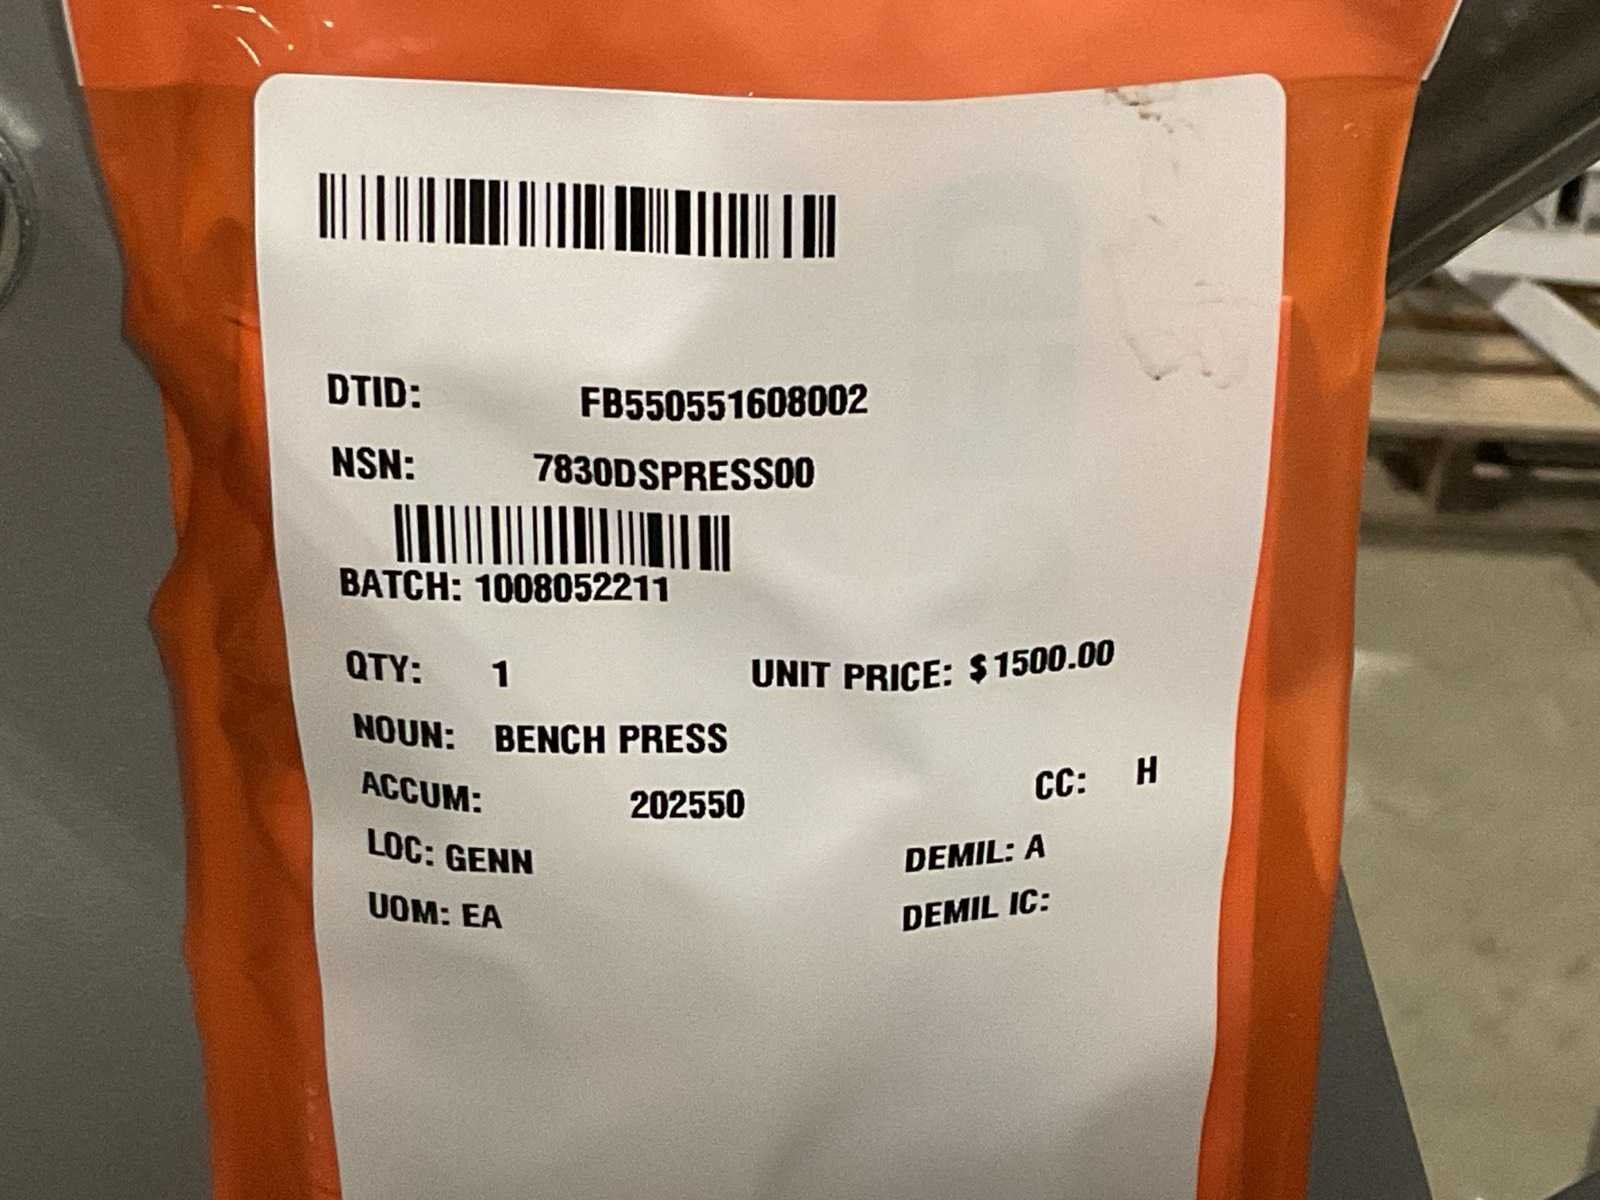 DTID: FB550551608002
NSN: 7830DSPRESS00
BATCH: 1008052211
QTY: 1 UNIT PRICE: $1500.00
NOUN: BENCH PRESS
ACCUM: 202550 CC: H
LOC: GENN DEMIL: A
UOM: EA DEMIL IC: